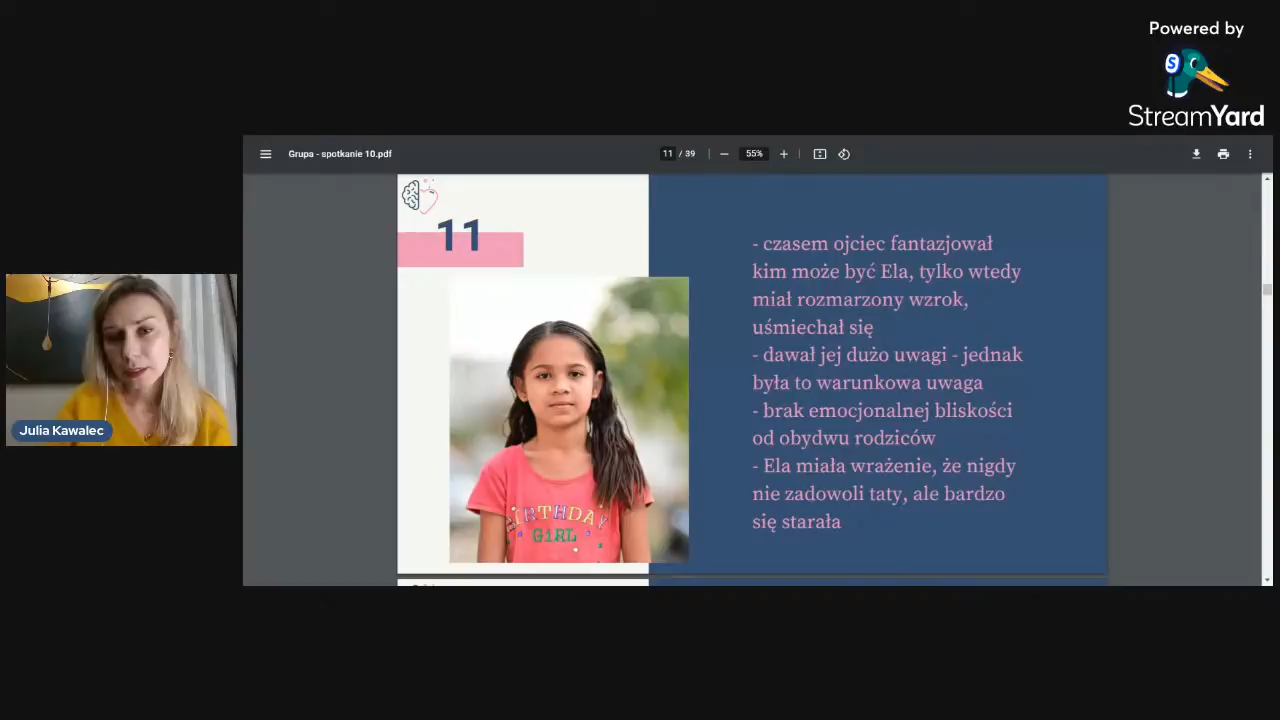 Powered by
S
StreamYard
Grupa - spotkanie 10.pdf
11 / 39
55%
11
- czasem ojciec fantazjował
kim może być Ela, tylko wtedy
miał rozmarzony wzrok,
uśmiechał się
- dawał jej dużo uwagi - jednak
była to warunkowa uwaga
- brak emocjonalnej bliskości
od obydwu rodziców
- Ela miała wrażenie, że nigdy
nie zadowoli taty, ale bardzo
się starała
BIRTHDAY
GIRL
Julia Kawalec